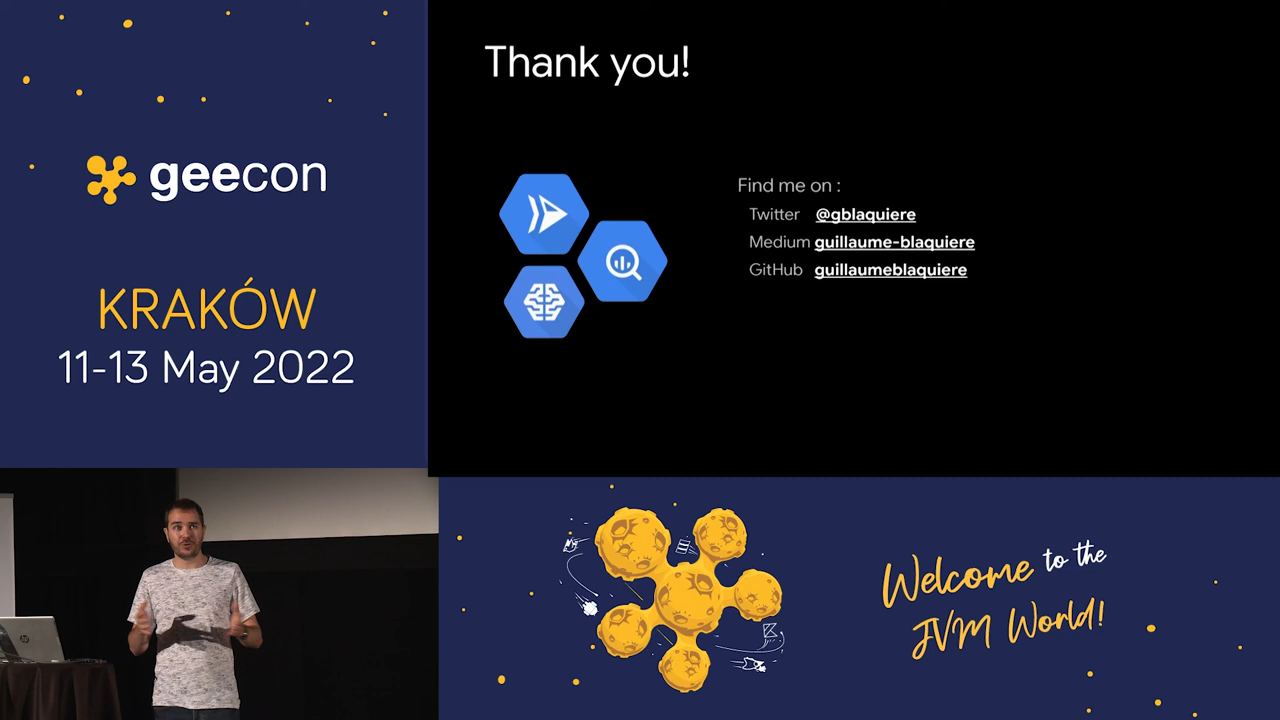 geecon
KRAKÓW
11-13 May 2022
Thank you!
Find me on :
Twitter @gblaquiere
Medium guillaume-blaquiere
GitHub guillaumeblaquiere
Welcome to the
JVM World!
hp